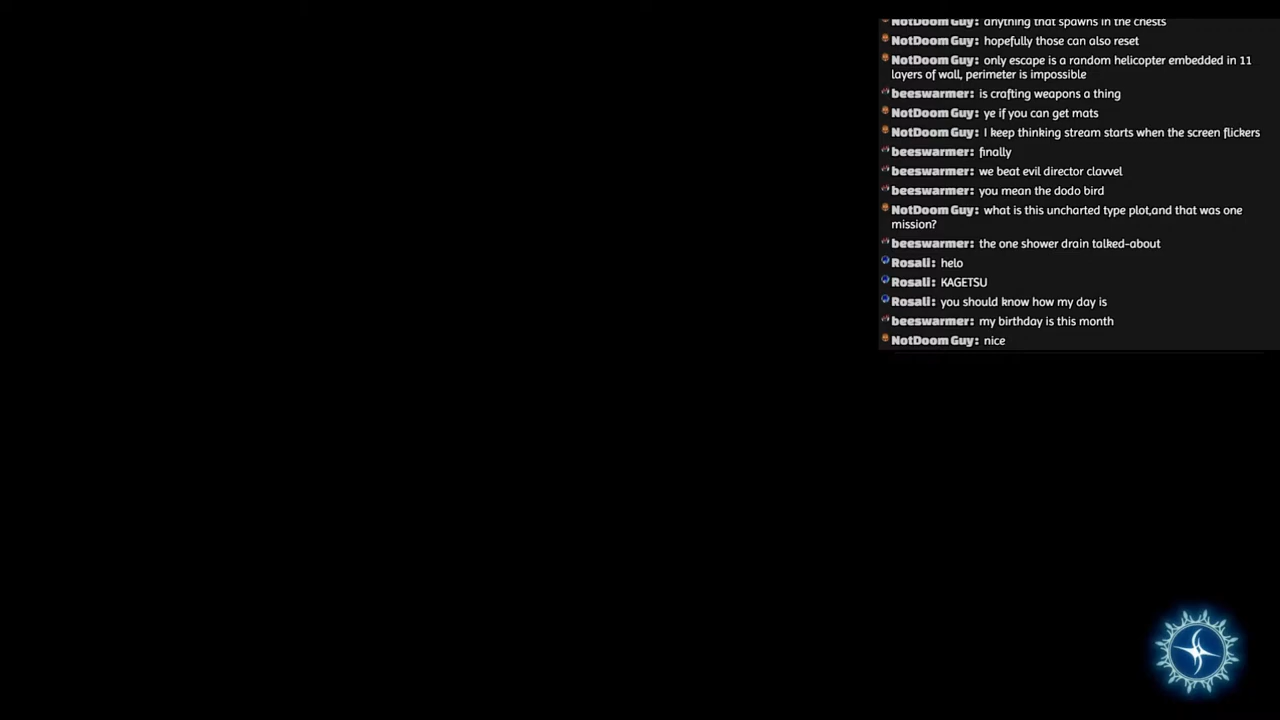 NotDoom Guy: anything that spawns in the chests
NotDoom Guy: hopefully those can also reset
NotDoom Guy: only escape is a random helicopter embedded in 11
layers of wall, perimeter is impossible
beeswarmer: is crafting weapons a thing
NotDoom Guy: ye if you can get mats
NotDoom Guy: I keep thinking stream starts when the screen flickers
beeswarmer: finally
beeswarmer: we beat evil director clavvel
beeswarmer: you mean the dodo bird
NotDoom Guy: what is this uncharted type plot,and that was one
mission?
beeswarmer: the one shower drain talked-about
Rosali: helo
Rosali: KAGETSU
Rosali: you should know how my day is
beeswarmer: my birthday is this month
NotDoom Guy: nice